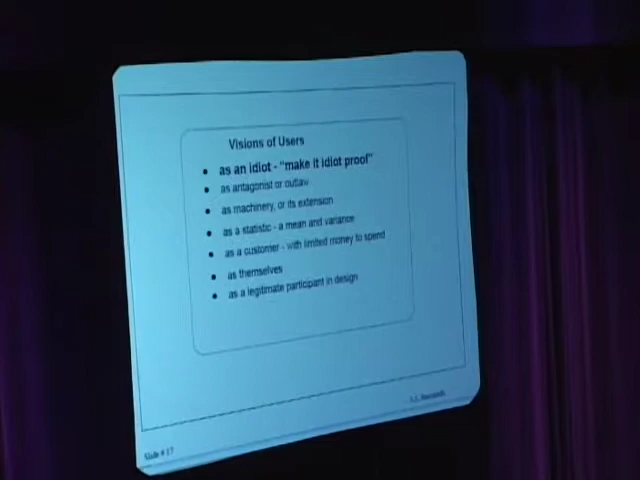 Visions of Users
• as an idiot - "make it idiot proof"
• as antagonist or outlaw
• as machinery, or its extension
• as a statistic - a mean and variance
• as a customer - with limited money to spend
• as themselves
• as a legitimate participant in design
Slide # 17